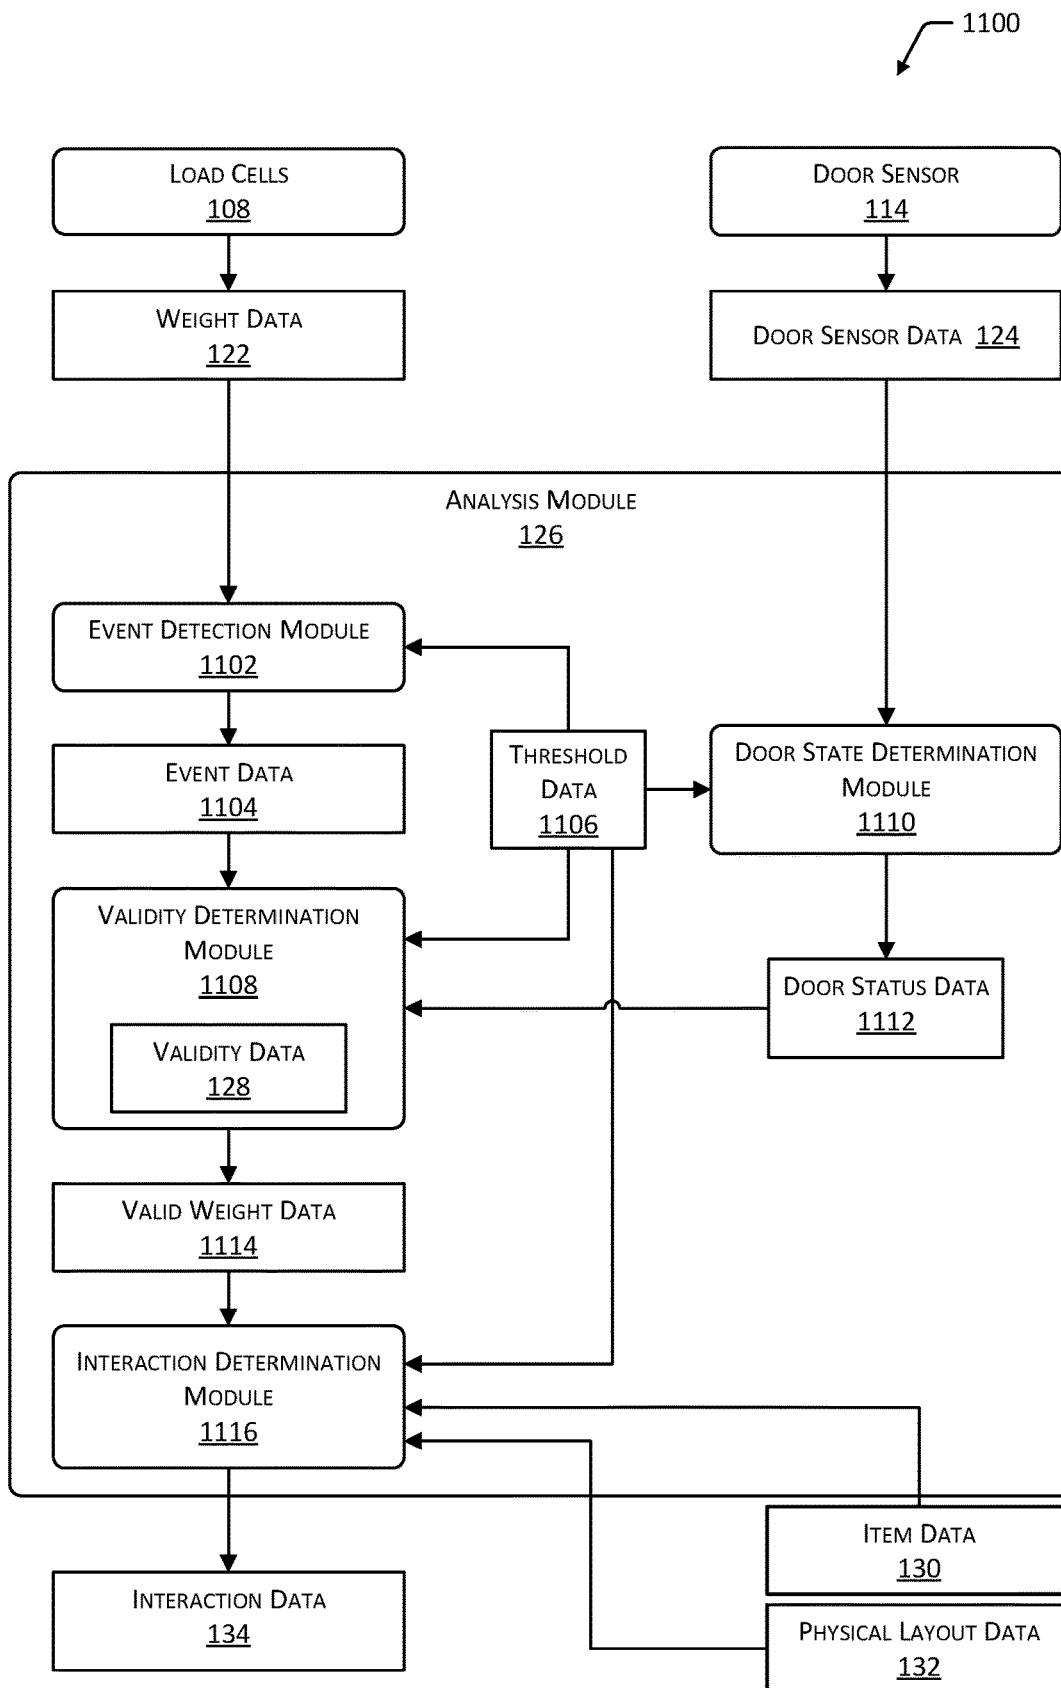 1100
LOAD CELLS
108
DOOR SENSOR
114
WEIGHT DATA
122
DOOR SENSOR DATA 124
ANALYSIS MODULE
126
EVENT DETECTION MODULE
1102
EVENT DATA
1104
THRESHOLD
DATA
1106
DOOR STATE DETERMINATION
MODULE
1110
VALIDITY DETERMINATION
MODULE
1108
VALIDITY DATA
128
DOOR STATUS DATA
1112
VALID WEIGHT DATA
1114
INTERACTION DETERMINATION
MODULE
1116
ITEM DATA
130
INTERACTION DATA
134
PHYSICAL LAYOUT DATA
132